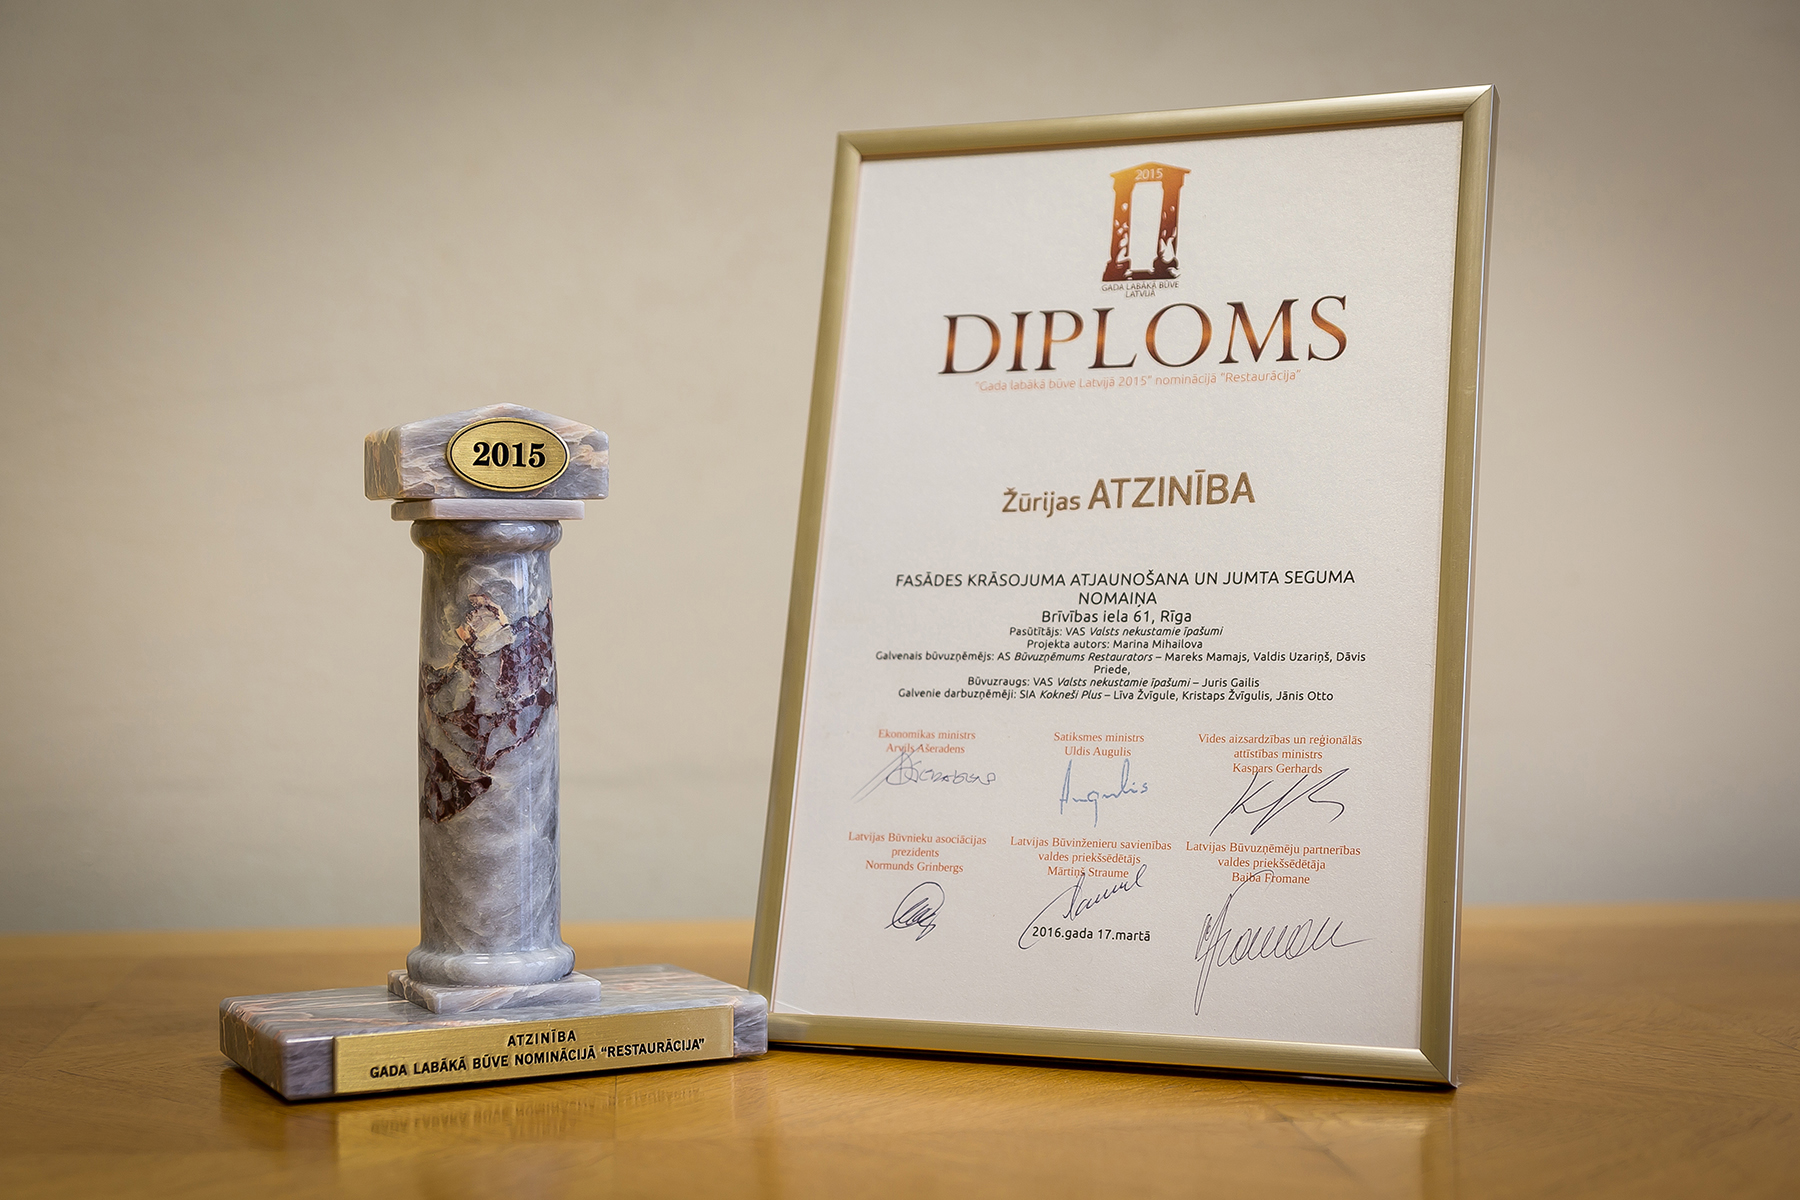 2015
ATZINĪBA
GADA LABĀKĀ BŪVE NOMINĀCIJĀ “RESTAURĀCIJA”
2015
GADA LABĀKĀ BŪVE
LATVIJĀ
DIPLOMS
"Gada labākā būve Latvijā 2015" nominācijā "Restaurācija"
Žūrijas ATZINĪBA
FASĀDES KRĀSOJUMA ATJAUNOŠANA UN JUMTA SEGUMA
NOMAIŅA
Brīvības iela 61, Rīga
Pasūtītājs: VAS Valsts nekustamie īpašumi
Projekta autors: Marina Mihailova
Galvenais būvuzņēmējs: AS Būvuzņēmums Restaurators – Mareks Mamajs, Valdis Uzariņš, Dāvis
Priede,
Būvuzraugs: VAS Valsts nekustamie īpašumi – Juris Gailis
Galvenie darbuzņēmēji: SIA Kokneši Plus – Līva Žvīgule, Kristaps Žvīgulis, Jānis Otto
Ekonomikas ministrs
Arvils Ašeradens
Satiksmes ministrs
Uldis Augulis
Augulis
Vides aizsardzības un reģionālās
attīstības ministrs
Kaspars Gerhards
Latvijas Būvnieku asociācijas
prezidents
Normunds Grinbergs
Latvijas Būvinženieru savienības
valdes priekšsēdētājs
Mārtiņš Straume
Latvijas Būvuzņēmēju partnerības
valdes priekšsēdētāja
Baiba Fromane
2016.gada 17.martā